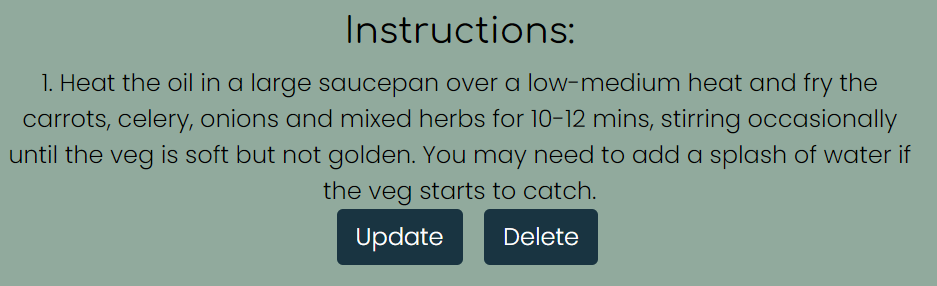 Instructions:
1. Heat the oil in a large saucepan over a low-medium heat and fry the
carrots, celery, onions and mixed herbs for 10-12 mins, stirring occasionally
until the veg is soft but not golden. You may need to add a splash of water if
the veg starts to catch.
Update Delete